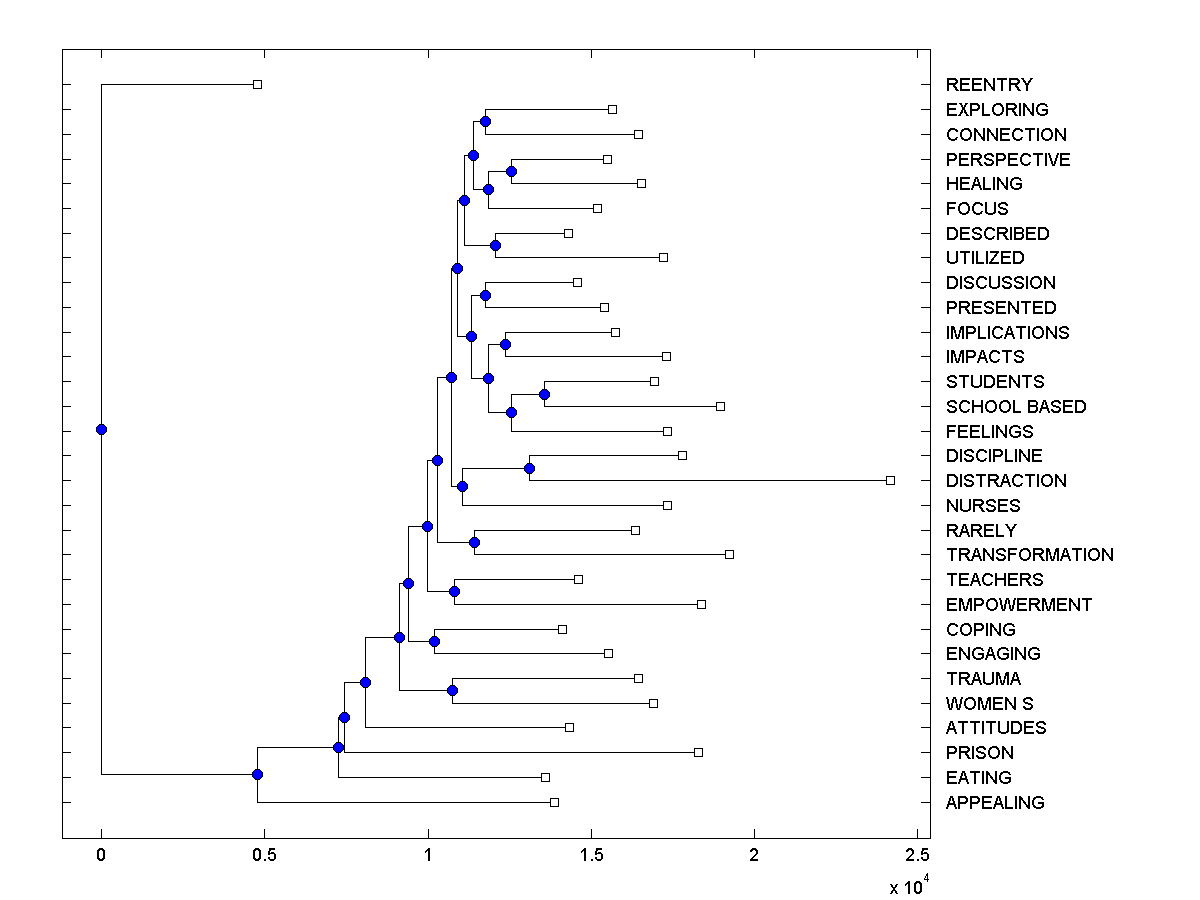 REENTRY
EXPLORING
CONNECTION
PERSPECTIVE
HEALING
FOCUS
DESCRIBED
UTILIZED
DISCUSSION
PRESENTED
IMPLICATIONS
IMPACTS
STUDENTS
SCHOOL BASED
FEELINGS
DISCIPLINE
DISTRACTION
NURSES
RARELY
TRANSFORMATION
TEACHERS
EMPOWERMENT
COPING
ENGAGING
TRAUMA
WOMEN S
ATTITUDES
PRISON
EATING
APPEALING
0 0.5 1 1.5 2 2.5
x 10^4